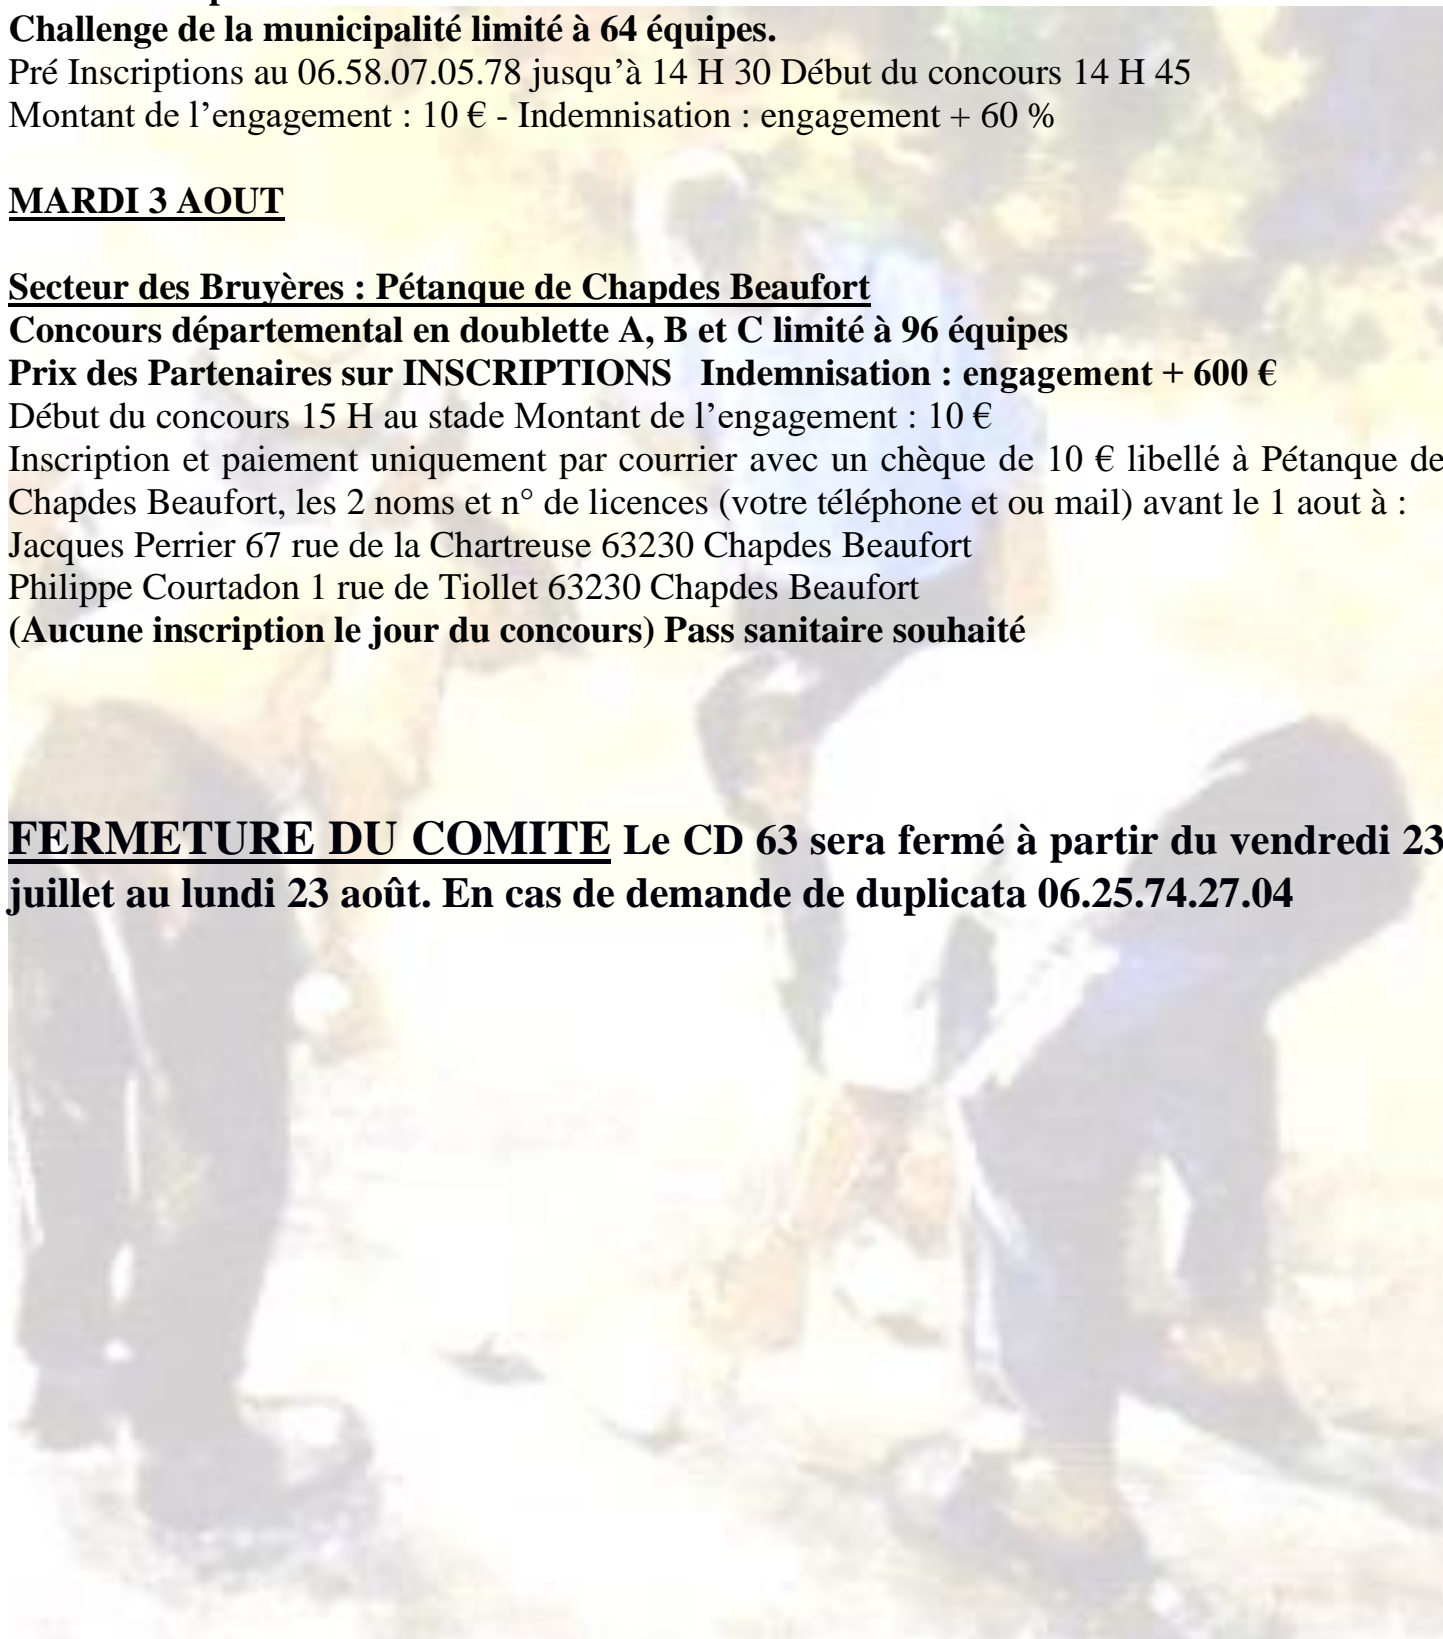 Challenge de la municipalité limité à 64 équipes.
Pré Inscriptions au 06.58.07.05.78 jusqu’à 14 H 30 Début du concours 14 H 45
Montant de l’engagement : 10 € - Indemnisation : engagement + 60 %
MARDI 3 AOUT
Secteur des Bruyères : Pétanque de Chapdes Beaufort
Concours départemental en doublette A, B et C limité à 96 équipes
Prix des Partenaires sur INSCRIPTIONS Indemnisation : engagement + 600 €
Début du concours 15 H au stade Montant de l’engagement : 10 €
Inscription et paiement uniquement par courrier avec un chèque de 10 € libellé à Pétanque de
Chapdes Beaufort, les 2 noms et n° de licences (votre téléphone et ou mail) avant le 1 aout à :
Jacques Perrier 67 rue de la Chartreuse 63230 Chapdes Beaufort
Philippe Courtadon 1 rue de Tiollet 63230 Chapdes Beaufort
(Aucune inscription le jour du concours) Pass sanitaire souhaité
FERMETURE DU COMITE Le CD 63 sera fermé à partir du vendredi 23
juillet au lundi 23 août. En cas de demande de duplicata 06.25.74.27.04